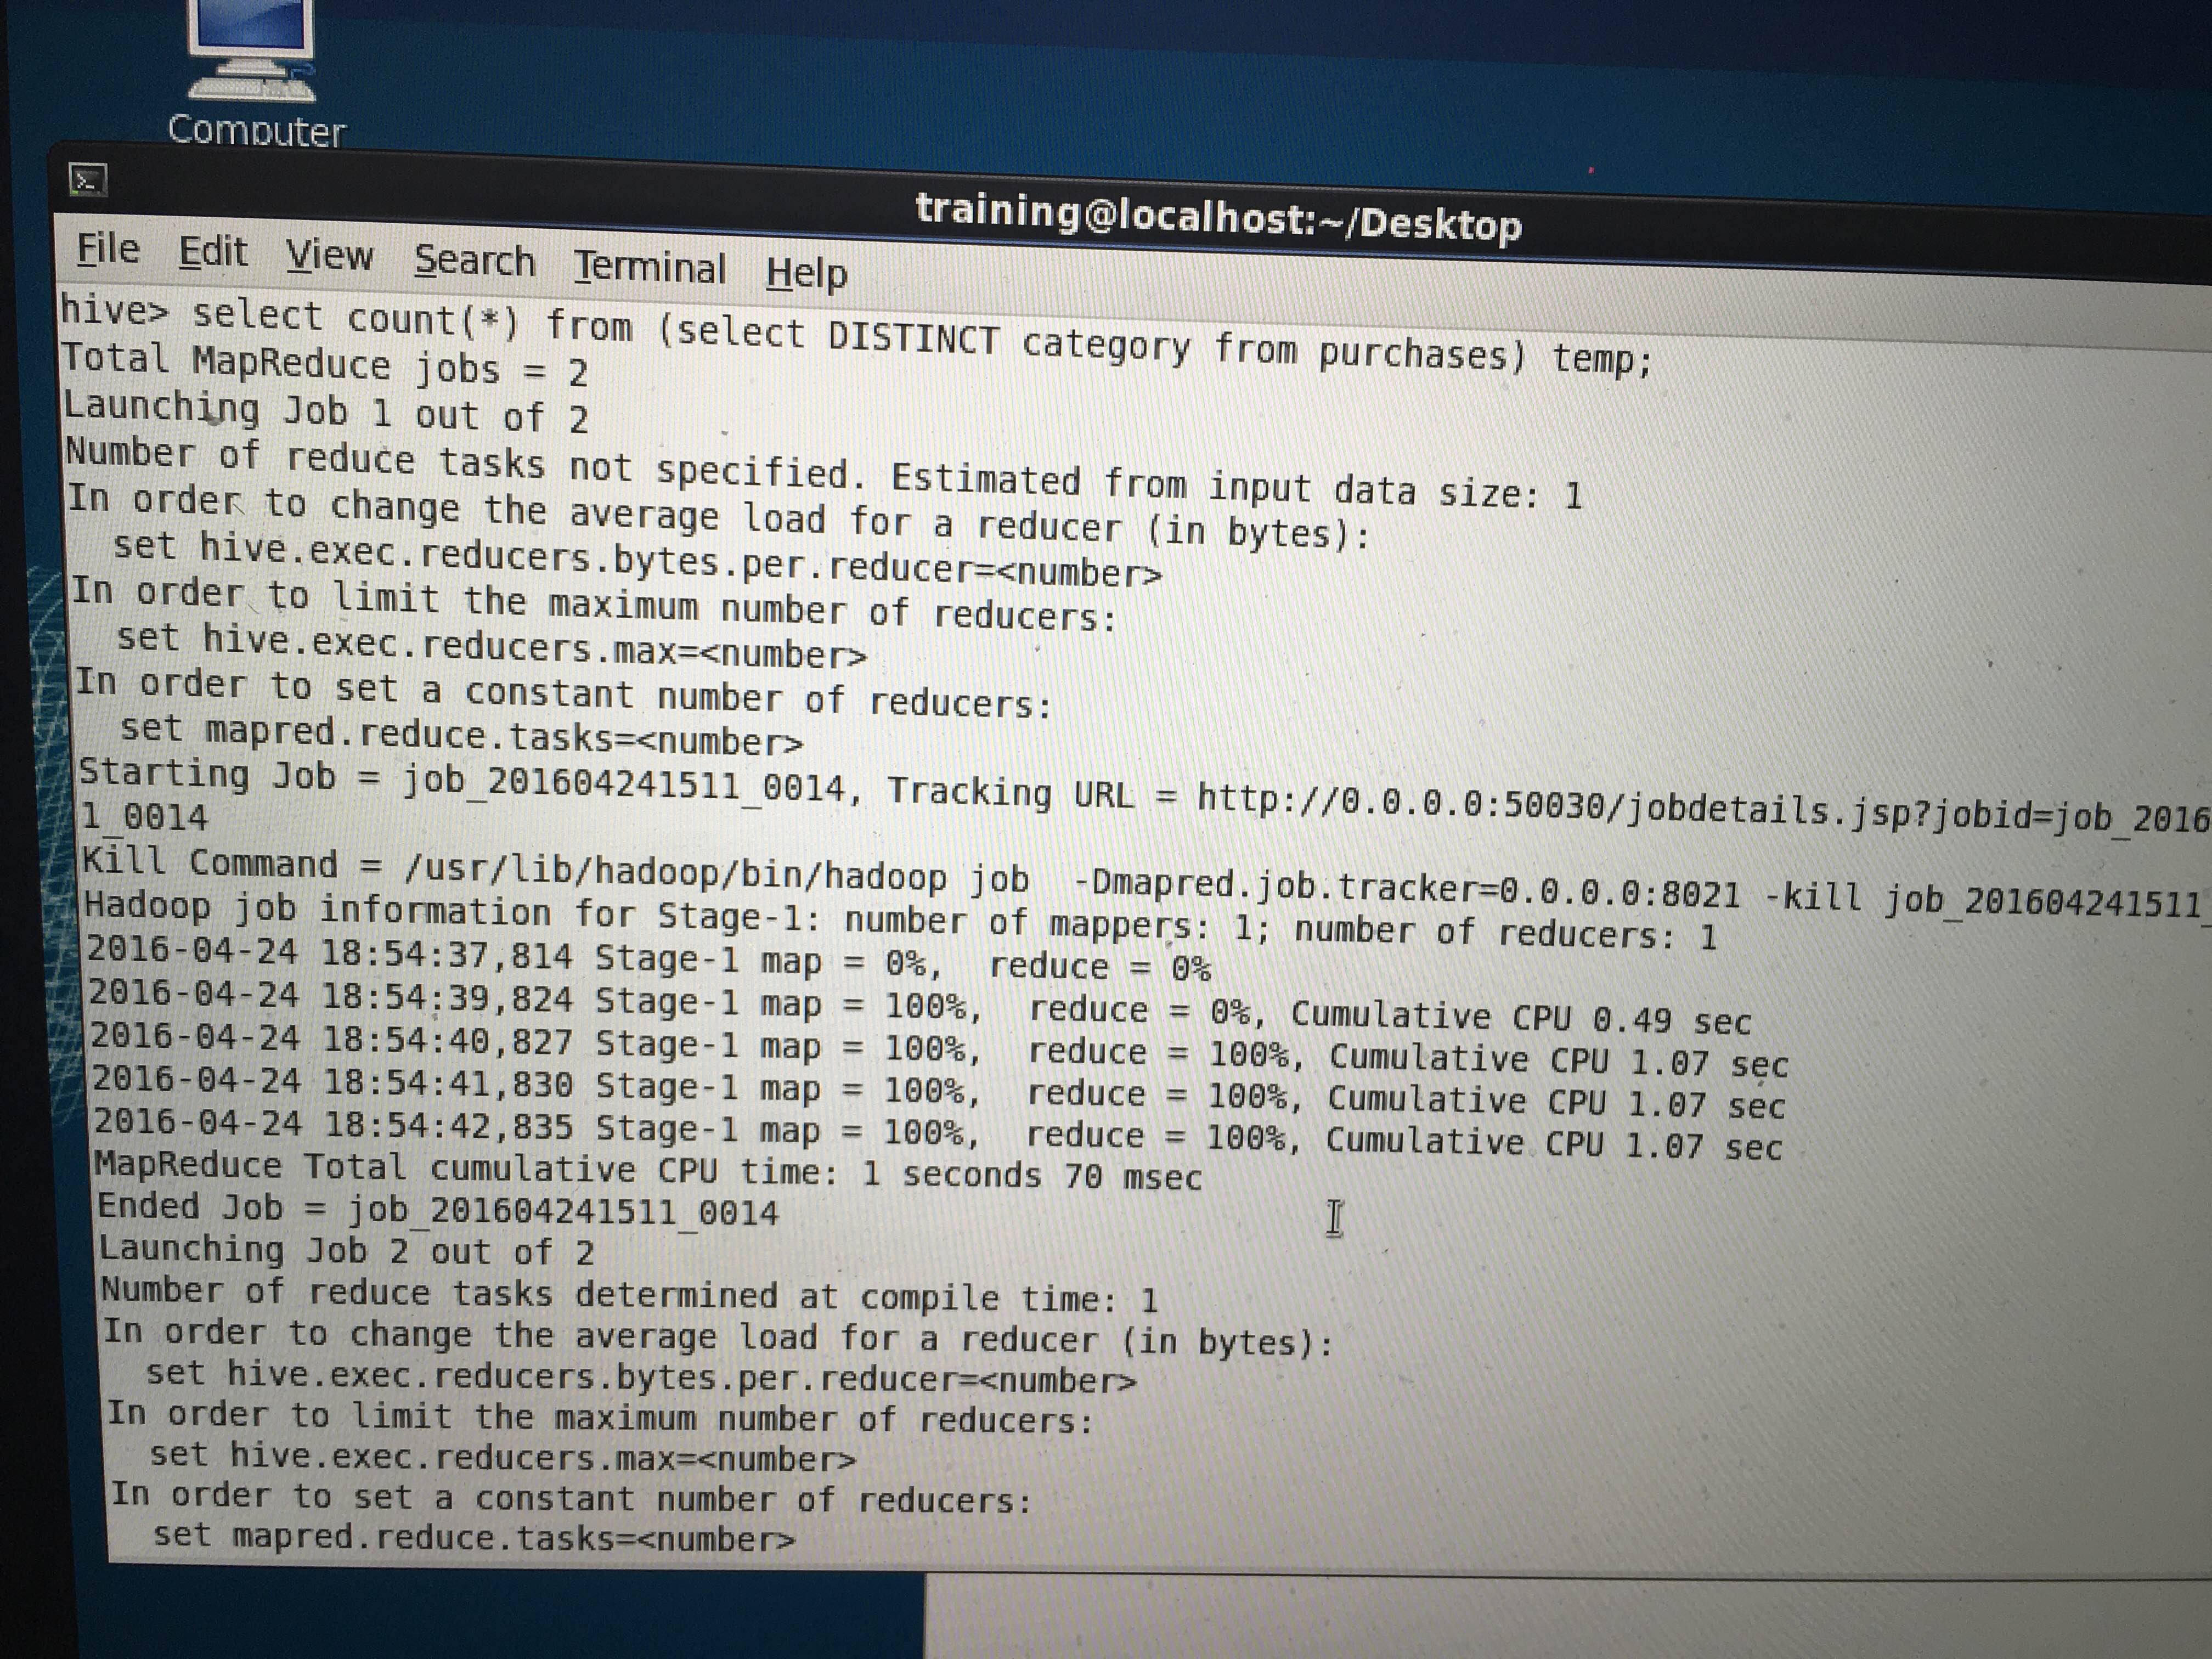 Computer
training@localhost:~/Desktop
File Edit View Search Terminal Help
hive> select count(*) from (select DISTINCT category from purchases) temp;
Total MapReduce jobs = 2
Launching Job 1 out of 2
Number of reduce tasks not specified. Estimated from input data size: 1
In order to change the average load for a reducer (in bytes):
  set hive.exec.reducers.bytes.per.reducer=<number>
In order to limit the maximum number of reducers:
  set hive.exec.reducers.max=<number>
In order to set a constant number of reducers:
  set mapred.reduce.tasks=<number>
Starting Job = job_201604241511_0014, Tracking URL = http://0.0.0.0:50030/jobdetails.jsp?jobid=job_2016
1_0014
Kill Command = /usr/lib/hadoop/bin/hadoop job  -Dmapred.job.tracker=0.0.0.0:8021 -kill job_201604241511_
Hadoop job information for Stage-1: number of mappers: 1; number of reducers: 1
2016-04-24 18:54:37,814 Stage-1 map = 0%,  reduce = 0%
2016-04-24 18:54:39,824 Stage-1 map = 100%,  reduce = 0%, Cumulative CPU 0.49 sec
2016-04-24 18:54:40,827 Stage-1 map = 100%,  reduce = 100%, Cumulative CPU 1.07 sec
2016-04-24 18:54:41,830 Stage-1 map = 100%,  reduce = 100%, Cumulative CPU 1.07 sec
2016-04-24 18:54:42,835 Stage-1 map = 100%,  reduce = 100%, Cumulative CPU 1.07 sec
MapReduce Total cumulative CPU time: 1 seconds 70 msec
Ended Job = job_201604241511_0014
Launching Job 2 out of 2
Number of reduce tasks determined at compile time: 1
In order to change the average load for a reducer (in bytes):
  set hive.exec.reducers.bytes.per.reducer=<number>
In order to limit the maximum number of reducers:
  set hive.exec.reducers.max=<number>
In order to set a constant number of reducers:
  set mapred.reduce.tasks=<number>